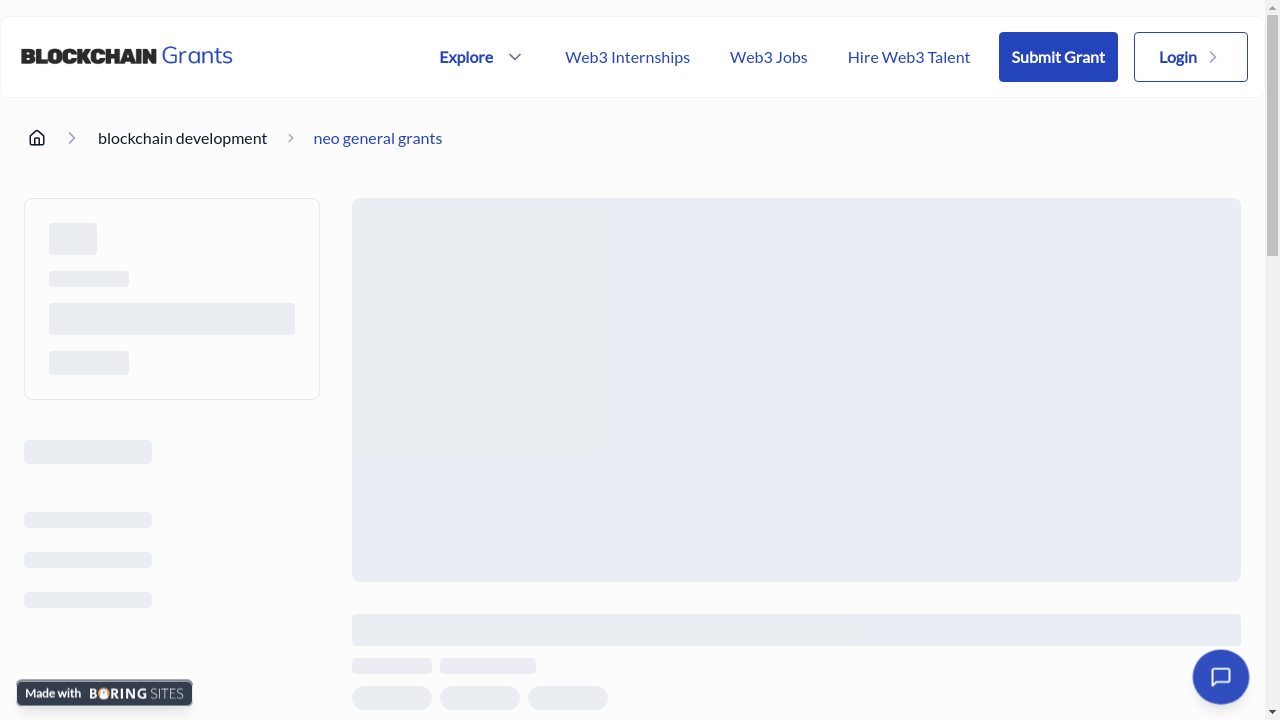 BLOCKCHAIN Grants
Explore
Web3 Internships
Web3 Jobs
Hire Web3 Talent
Submit Grant
Login
blockchain development
neo general grants
Made with BORING SITES